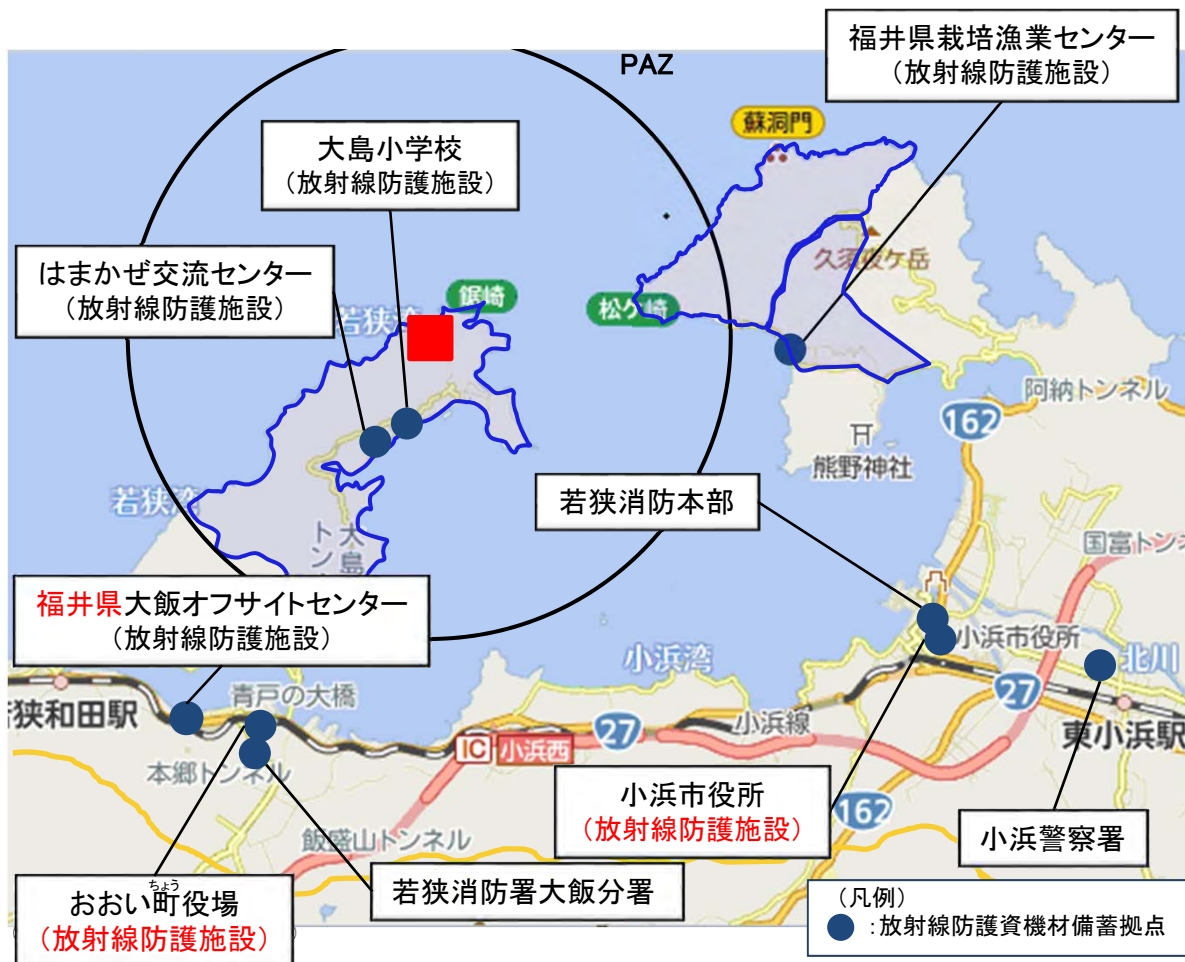 PAZ
福井県栽培漁業センター
（放射線防護施設）
蘇洞門
大島小学校
（放射線防護施設）
はまかぜ交流センター
（放射線防護施設）
鋸崎
若狭湾
松ケ崎
久須夜ケ岳
阿納トンネル
162
熊野神社
若狭湾
大島
トン
若狭消防本部
国富トンネ
福井県大飯オフサイトセンター
（放射線防護施設）
小浜湾
小浜市役所
北川
青戸の大橋
狭和田駅
27
小浜線
27
IC 小浜西
東小浜駅
本郷トンネル
小浜市役所
（放射線防護施設）
162
小浜警察署
飯盛山トンネル
おおい町役場
ちょう
（放射線防護施設）
若狭消防署大飯分署
（凡例）
：放射線防護資機材備蓄拠点